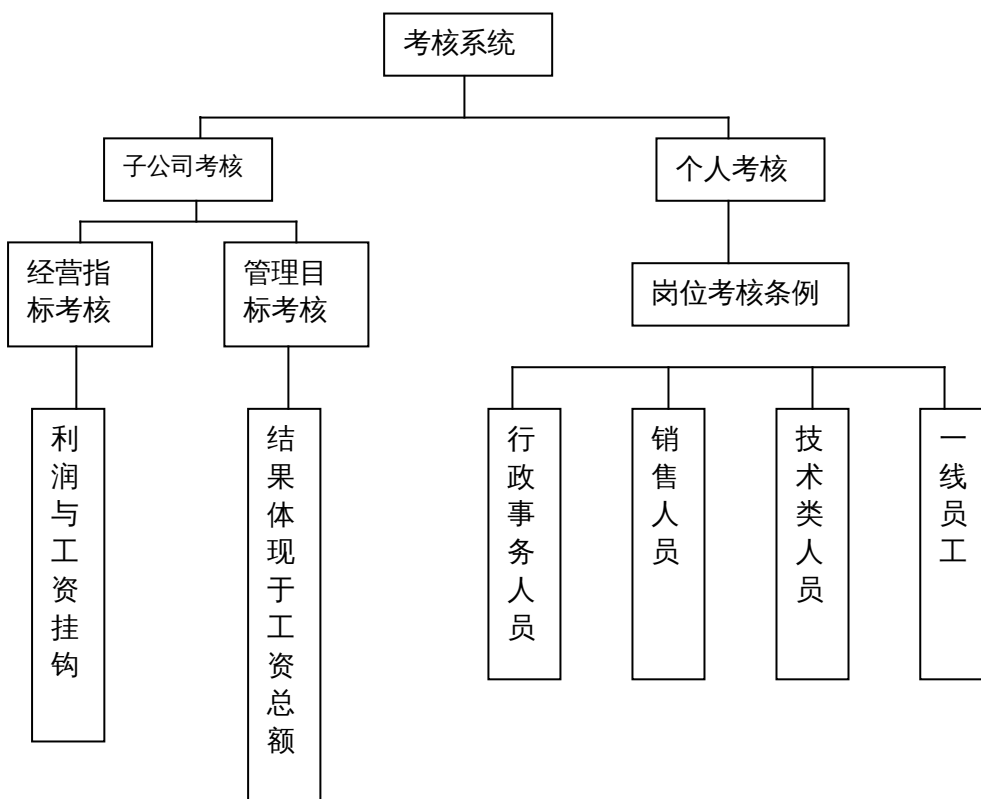 考核系统
子公司考核
个人考核
经营指
标考核
管理目
标考核
岗位考核条例
利润与工资挂钩
结果体现于工资总额
行政事务人员
销售人员
技术类人员
一线员工